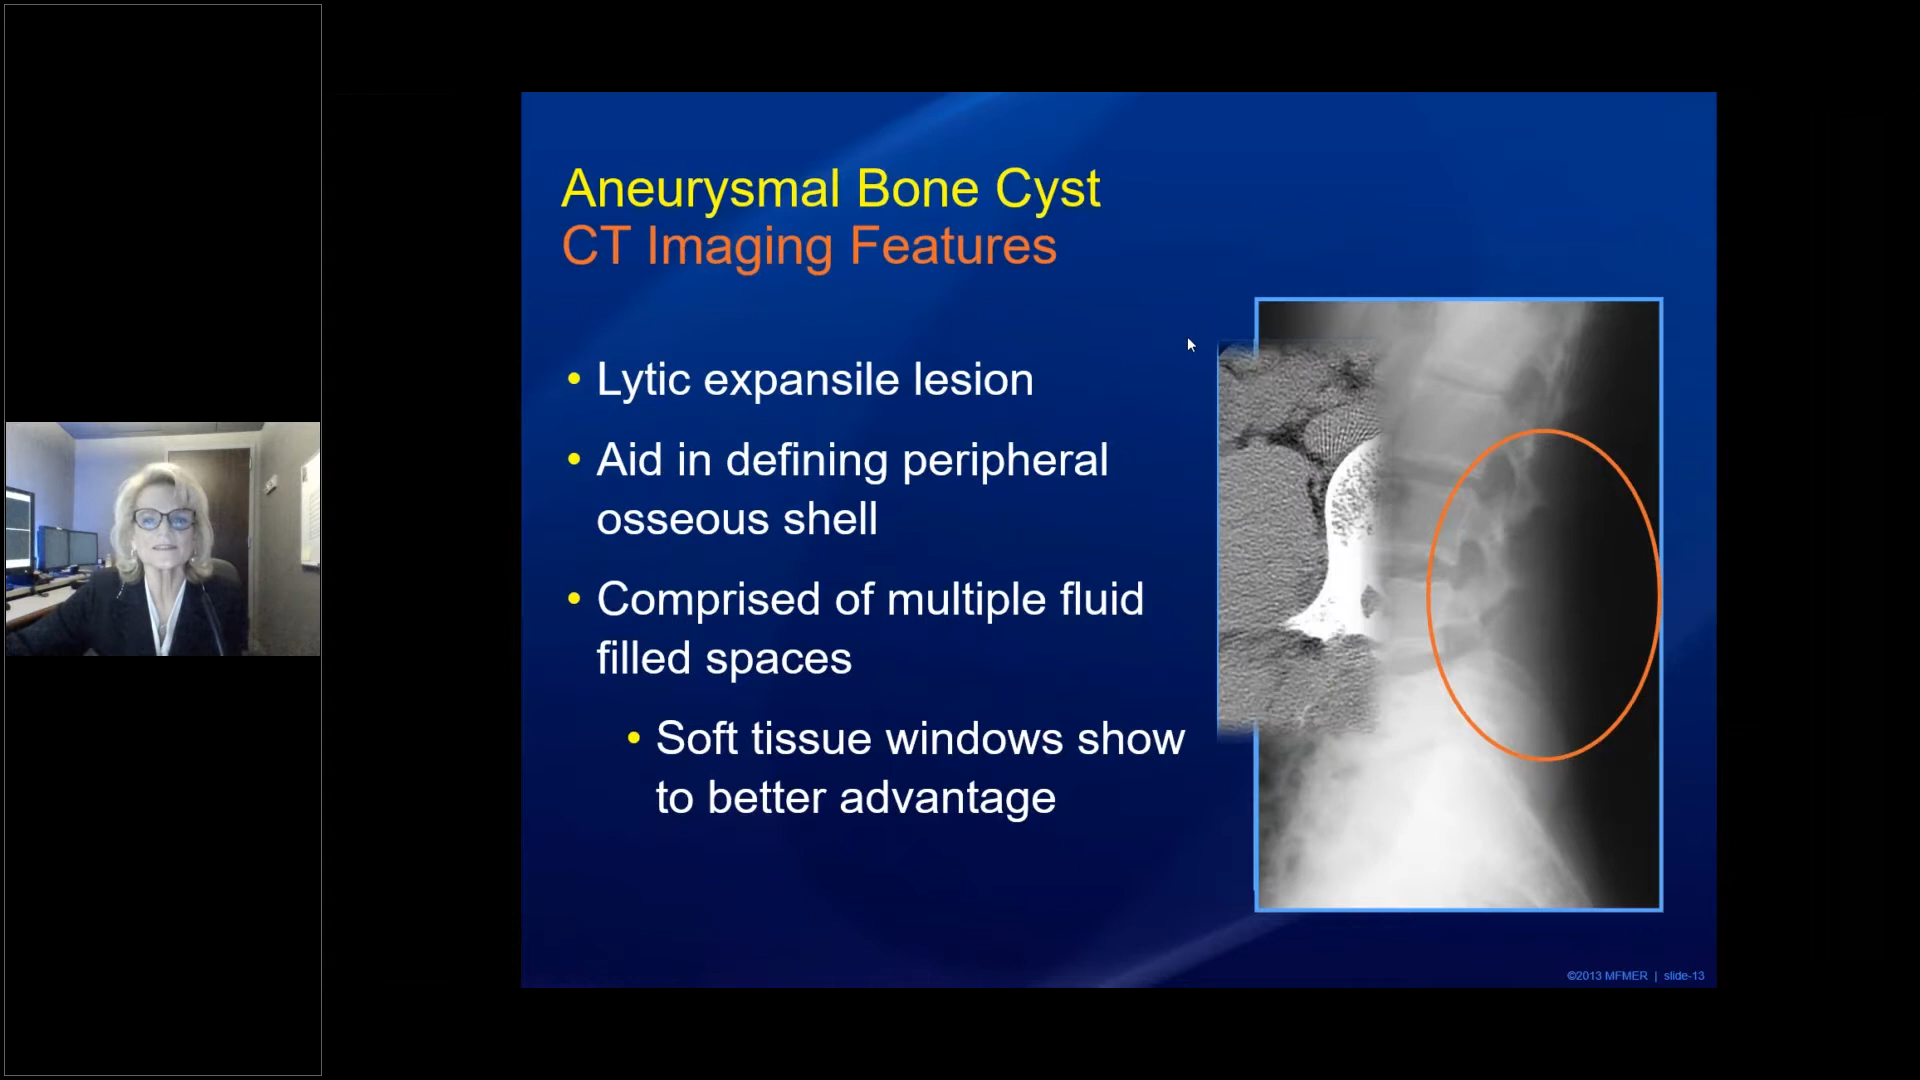 Aneurysmal Bone Cyst
CT Imaging Features
• Lytic expansile lesion
• Aid in defining peripheral
osseous shell
• Comprised of multiple fluid
filled spaces
• Soft tissue windows show
to better advantage
©2013 MFMER | slide-13